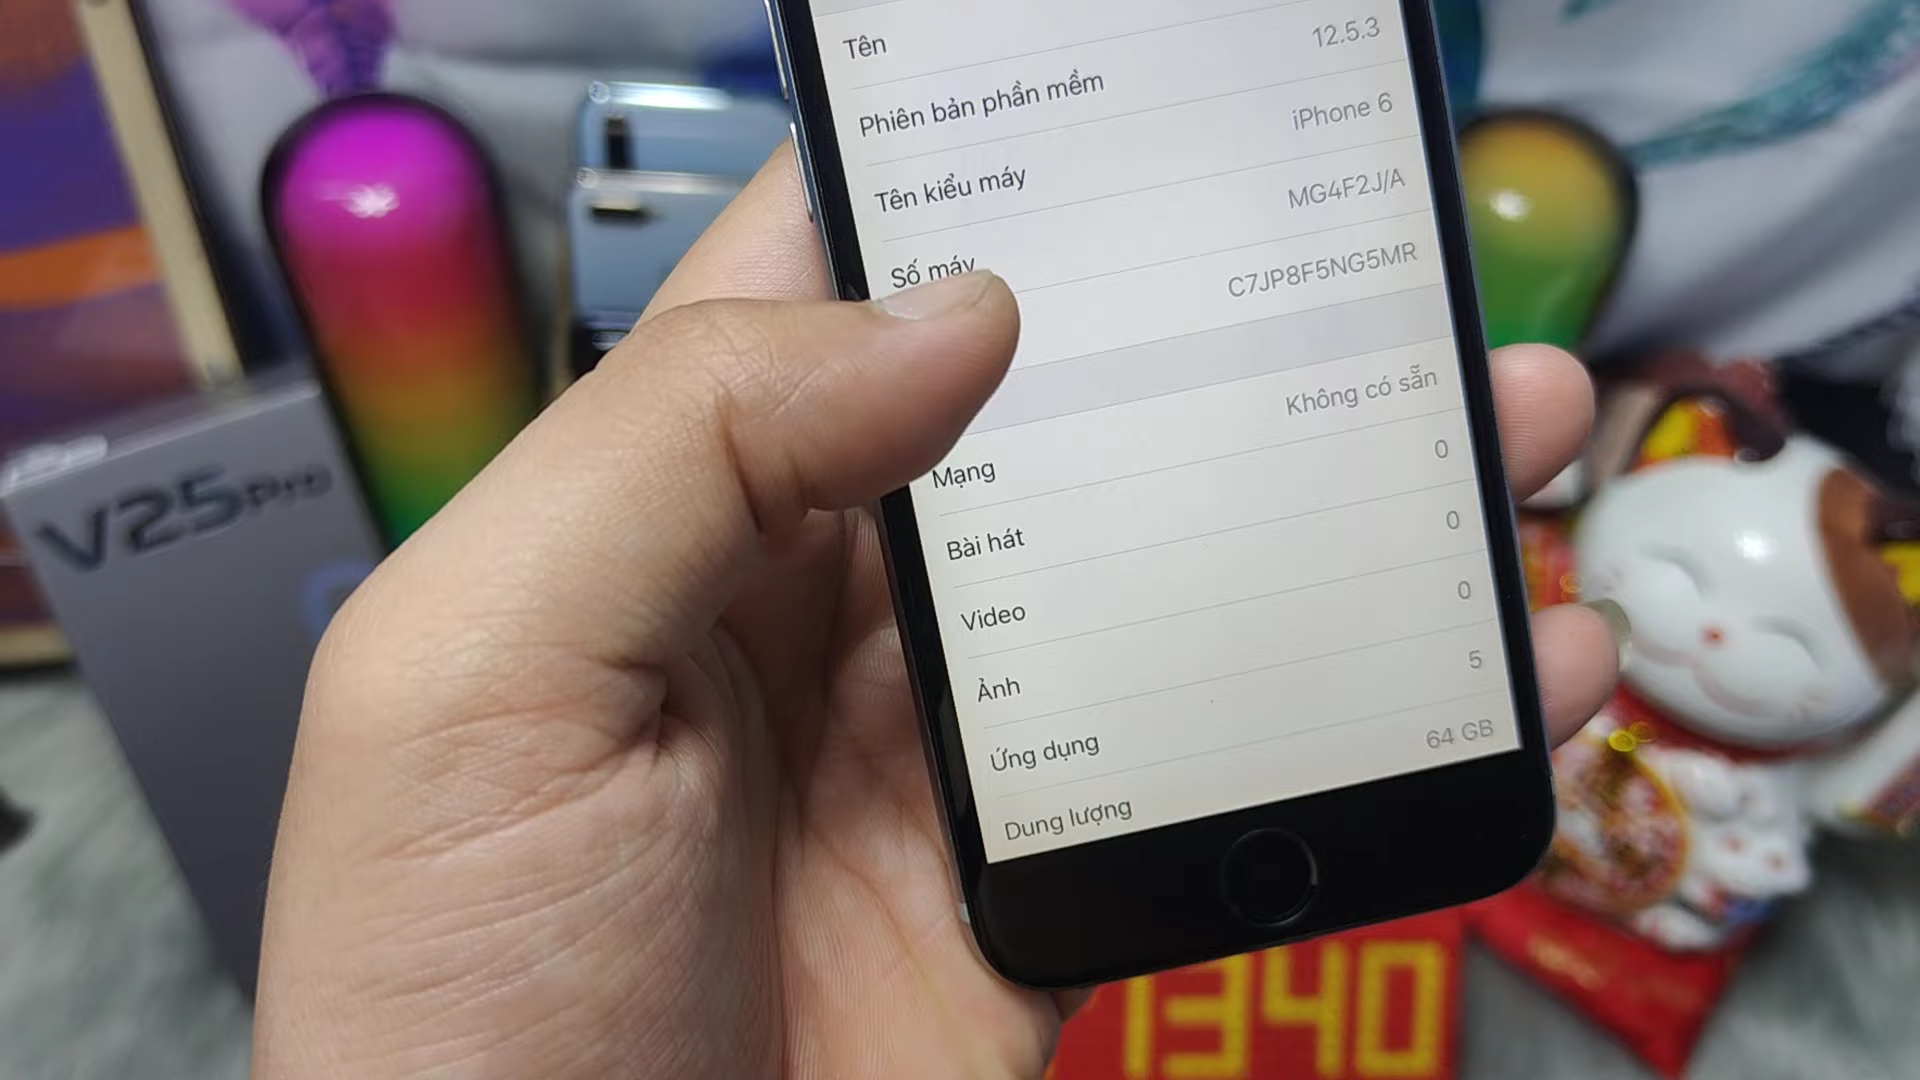 Tên
12.5.3
Phiên bản phần mềm
iPhone 6
Tên kiểu máy
MG4F2J/A
Số máy
C7JP8F5NG5MR
Không có sẵn
Mạng
0
Bài hát
0
Video
0
Ảnh
5
Ứng dụng
64 GB
Dung lượng
V25 Pro
1340